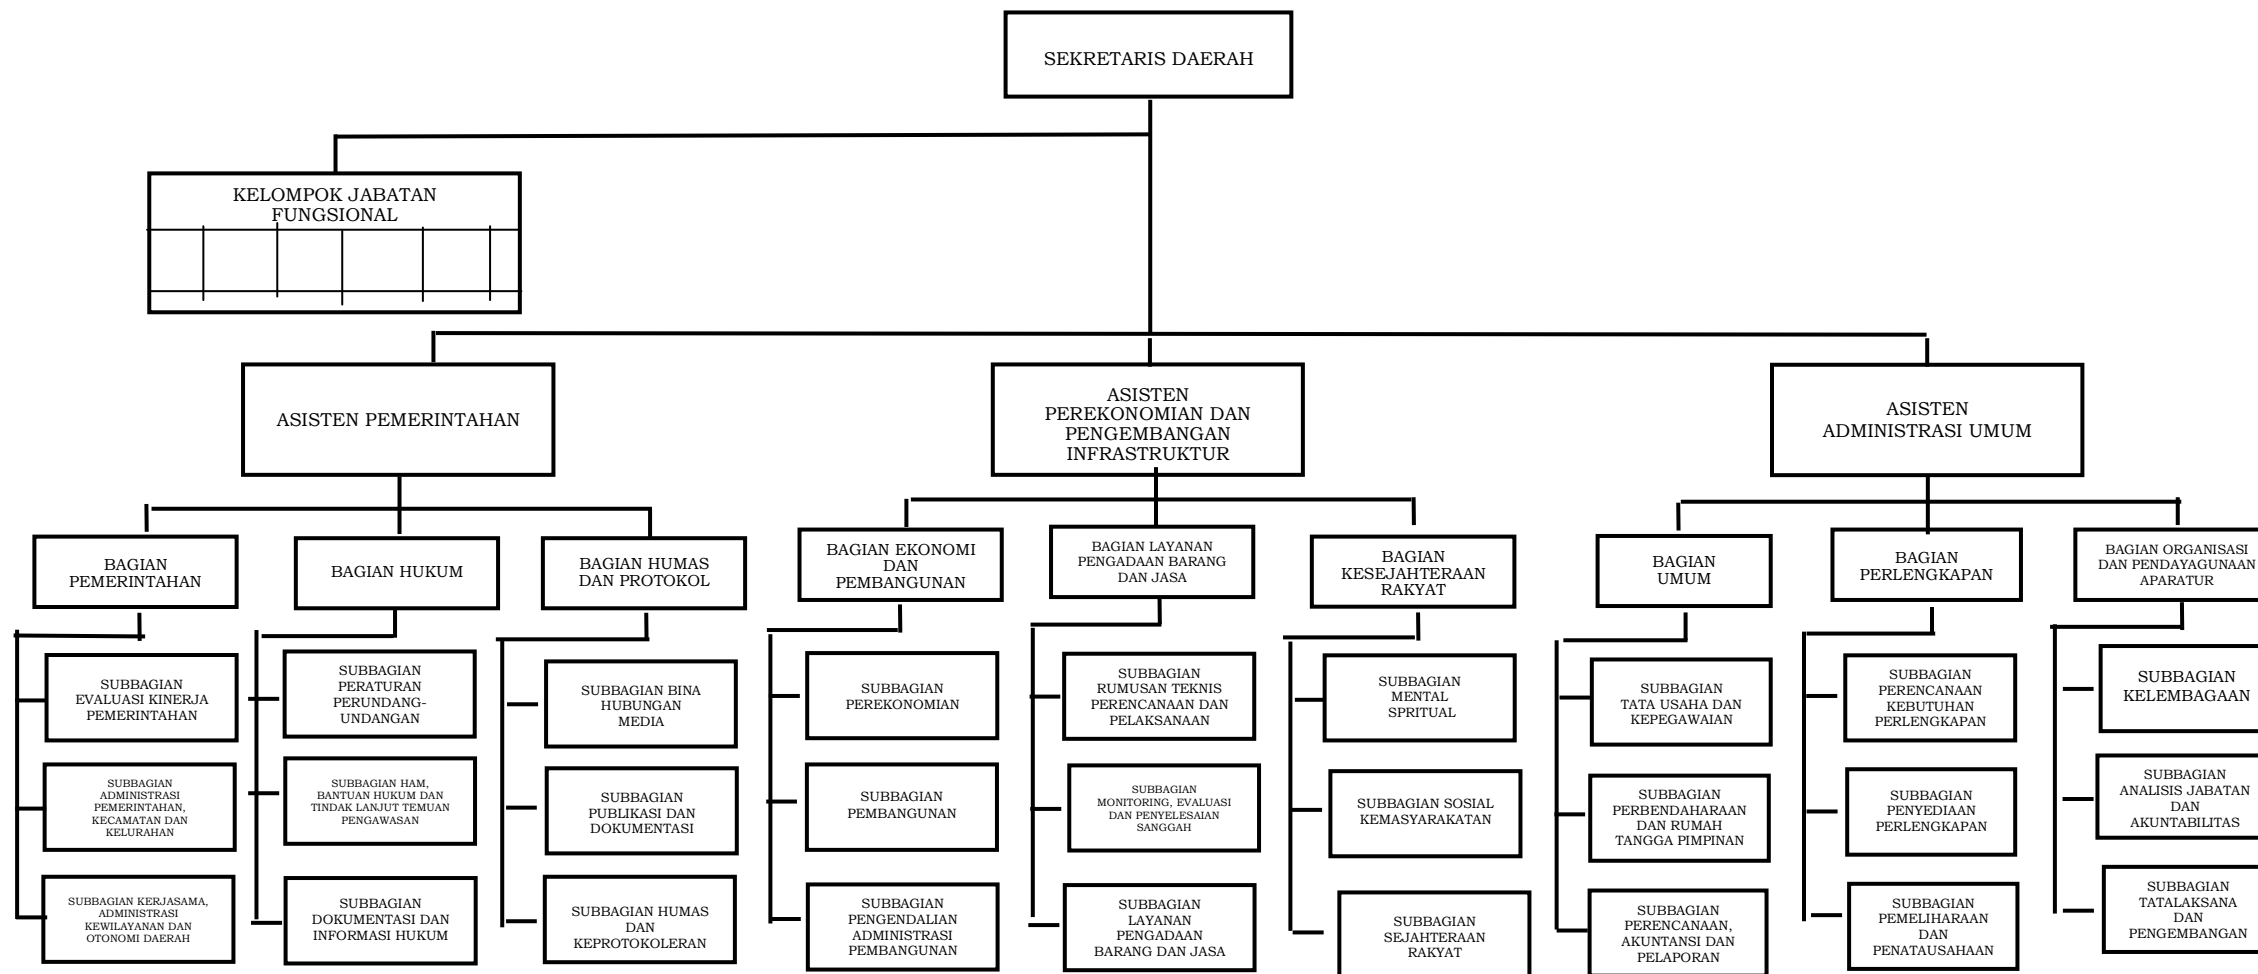 SEKRETARIS DAERAH
KELOMPOK JABATAN
FUNGSIONAL
ASISTEN PEMERINTAHAN
ASISTEN
PEREKONOMIAN DAN
PENGEMBANGAN
INFRASTRUKTUR
ASISTEN
ADMINISTRASI UMUM
BAGIAN
PEMERINTAHAN
BAGIAN HUKUM
BAGIAN HUMAS
DAN PROTOKOL
BAGIAN EKONOMI
DAN
PEMBANGUNAN
BAGIAN LAYANAN
PENGADAAN BARANG
DAN JASA
BAGIAN
KESEJAHTERAAN
RAKYAT
BAGIAN
UMUM
BAGIAN
PERLENGKAPAN
BAGIAN ORGANISASI
DAN PENDAYAGUNAAN
APARATUR
SUBBAGIAN
EVALUASI KINERJA
PEMERINTAHAN
SUBBAGIAN
PERATURAN
PERUNDANG-
UNDANGAN
SUBBAGIAN BINA
HUBUNGAN
MEDIA
SUBBAGIAN
PEREKONOMIAN
SUBBAGIAN
RUMUSAN TEKNIS
PERENCANAAN DAN
PELAKSANAAN
SUBBAGIAN
MENTAL
SPRITUAL
SUBBAGIAN
TATA USAHA DAN
KEPEGAWAIAN
SUBBAGIAN
PERENCANAAN
KEBUTUHAN
PERLENGKAPAN
SUBBAGIAN
KELEMBAGAAN
SUBBAGIAN
ADMINISTRASI
PEMERINTAHAN,
KECAMATAN DAN
KELURAHAN
SUBBAGIAN HAM,
BANTUAN HUKUM DAN
TINDAK LANJUT TEMUAN
PENGAWASAN
SUBBAGIAN
PUBLIKASI DAN
DOKUMENTASI
SUBBAGIAN
PEMBANGUNAN
SUBBAGIAN
MONITORING, EVALUASI
DAN PENYELESAIAN
SANGGAH
SUBBAGIAN SOSIAL
KEMASYARAKATAN
SUBBAGIAN
PERBENDAHARAAN
DAN RUMAH
TANGGA PIMPINAN
SUBBAGIAN
PENYEDIAAN
PERLENGKAPAN
SUBBAGIAN
ANALISIS JABATAN
DAN
AKUNTABILITAS
SUBBAGIAN KERJASAMA,
ADMINISTRASI
KEWILAYANAN DAN
OTONOMI DAERAH
SUBBAGIAN
DOKUMENTASI DAN
INFORMASI HUKUM
SUBBAGIAN HUMAS
DAN
KEPROTOKOLERAN
SUBBAGIAN
PENGENDALIAN
ADMINISTRASI
PEMBANGUNAN
SUBBAGIAN
LAYANAN
PENGADAAN
BARANG DAN JASA
SUBBAGIAN
SEJAHTERAAN
RAKYAT
SUBBAGIAN
PERENCANAAN,
AKUNTANSI DAN
PELAPORAN
SUBBAGIAN
PEMELIHARAAN
DAN
PENATAUSAHAAN
SUBBAGIAN
TATALAKSANA
DAN
PENGEMBANGAN